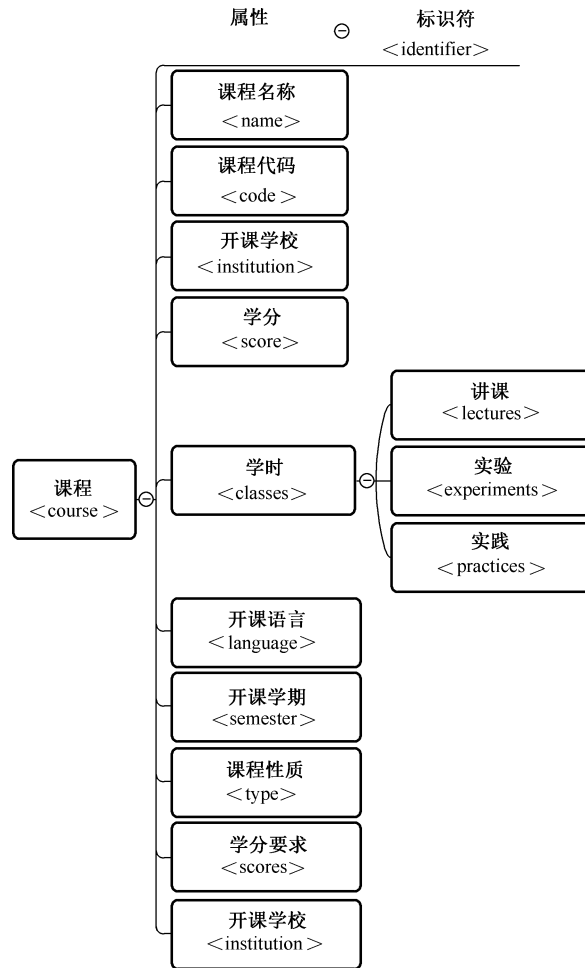 属性
标识符
<identifier>
课程名称
<name>
课程代码
<code>
开课学校
<institution>
学分
<score>
课程
<course>
学时
<classes>
讲课
<lectures>
实验
<experiments>
实践
<practices>
开课语言
<language>
开课学期
<semester>
课程性质
<type>
学分要求
<scores>
开课学校
<institution>